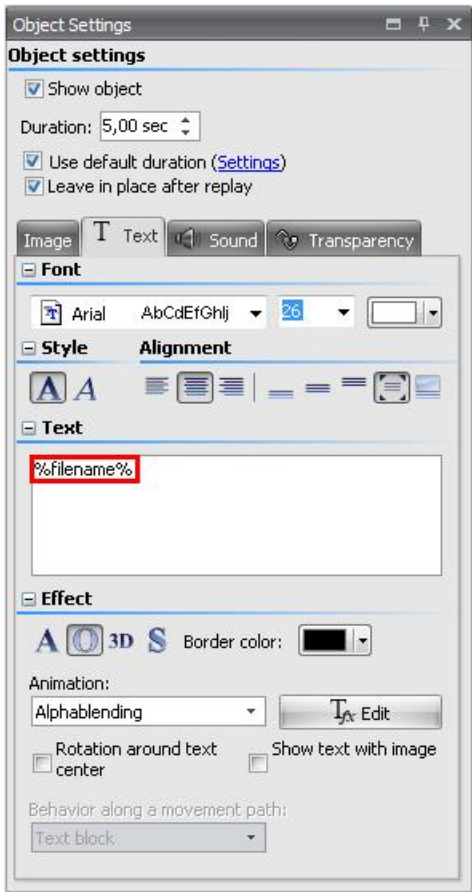 Object Settings
Object settings
Show object
Duration: 5,00 sec
Use default duration (Settings)
Leave in place after replay
Image T Text Sound Transparency
Font
Arial AbCdEfGhIj 26
Style Alignment
A A
Text
%filename%
Effect
A O 3D S Border color:
Animation:
Alphablending Tfx Edit
Rotation around text center Show text with image
Behavior along a movement path:
Text block